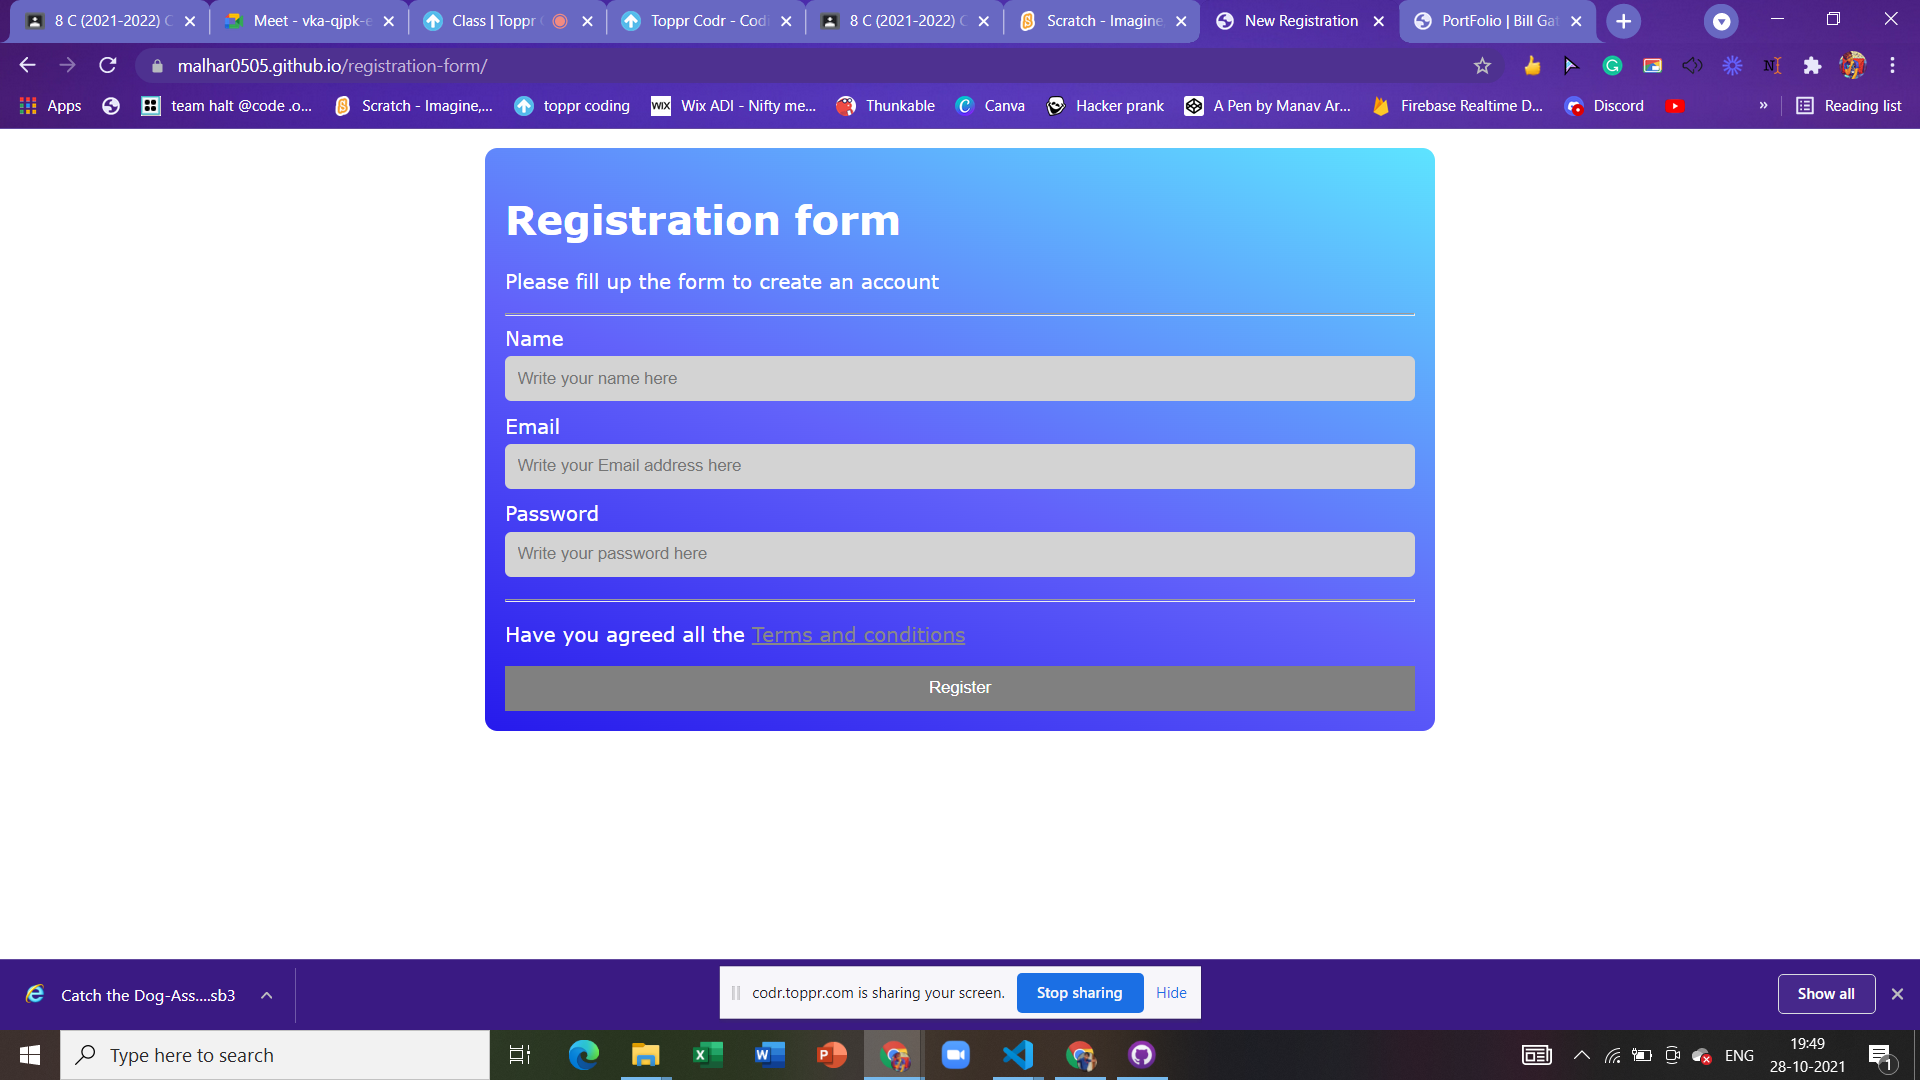 8 C (2021-2022) C
Meet - vka-qjpk-e
Class | Toppr C
Toppr Codr - Codi
8 C (2021-2022) C
Scratch - Imagine,
New Registration
PortFolio | Bill Gat
malhar0505.github.io/registration-form/
Apps
team halt @code .o...
Scratch - Imagine,...
toppr coding
WIX
Wix ADI - Nifty me...
Thunkable
Canva
Hacker prank
A Pen by Manav Ar...
Firebase Realtime D...
Discord
»
Reading list
Registration form
Please fill up the form to create an account
Name
Write your name here
Email
Write your Email address here
Password
Write your password here
Have you agreed all the Terms and conditions
Register
Catch the Dog-Ass....sb3
codr.toppr.com is sharing your screen.
Stop sharing
Hide
Show all
Type here to search
ENG
19:49
28-10-2021
1